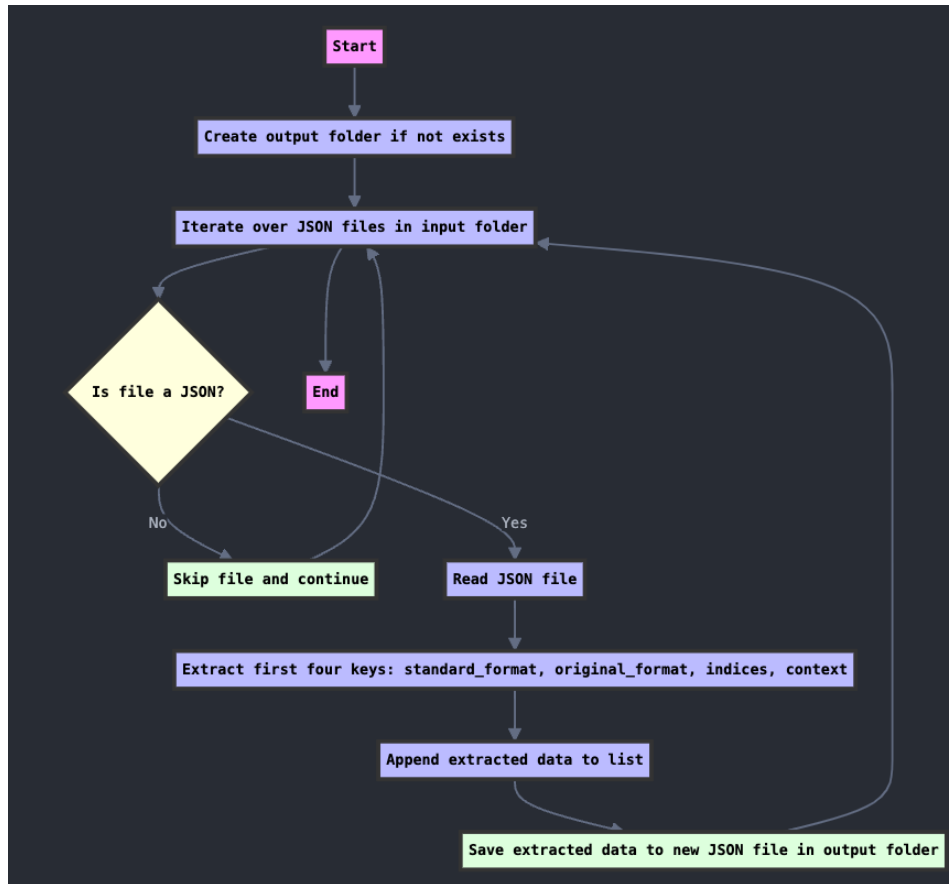 Start
Create output folder if not exists
Iterate over JSON files in input folder
Is file a JSON?
End
No
Yes
Skip file and continue
Read JSON file
Extract first four keys: standard_format, original_format, indices, context
Append extracted data to list
Save extracted data to new JSON file in output folder